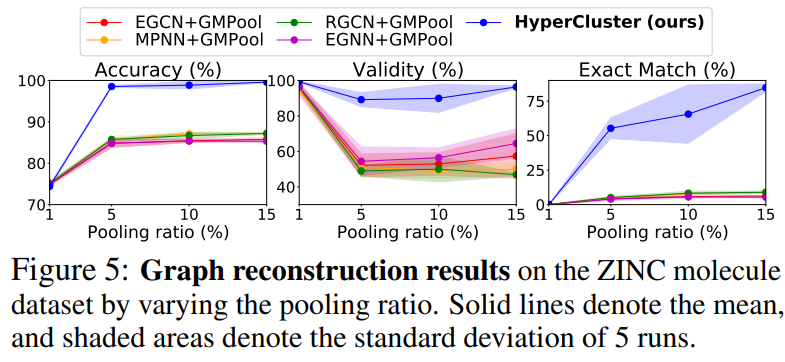 EGCN+GMPool RGCN+GMPool HyperCluster (ours)
MPNN+GMPool EGNN+GMPool
Accuracy (%) Validity (%) Exact Match (%)
100
90
80
70
1 5 10 15
Pooling ratio (%)
100
80
60
40
1 5 10 15
Pooling ratio (%)
75
50
25
0
1 5 10 15
Pooling ratio (%)
Figure 5: Graph reconstruction results on the ZINC molecule
dataset by varying the pooling ratio. Solid lines denote the mean,
and shaded areas denote the standard deviation of 5 runs.